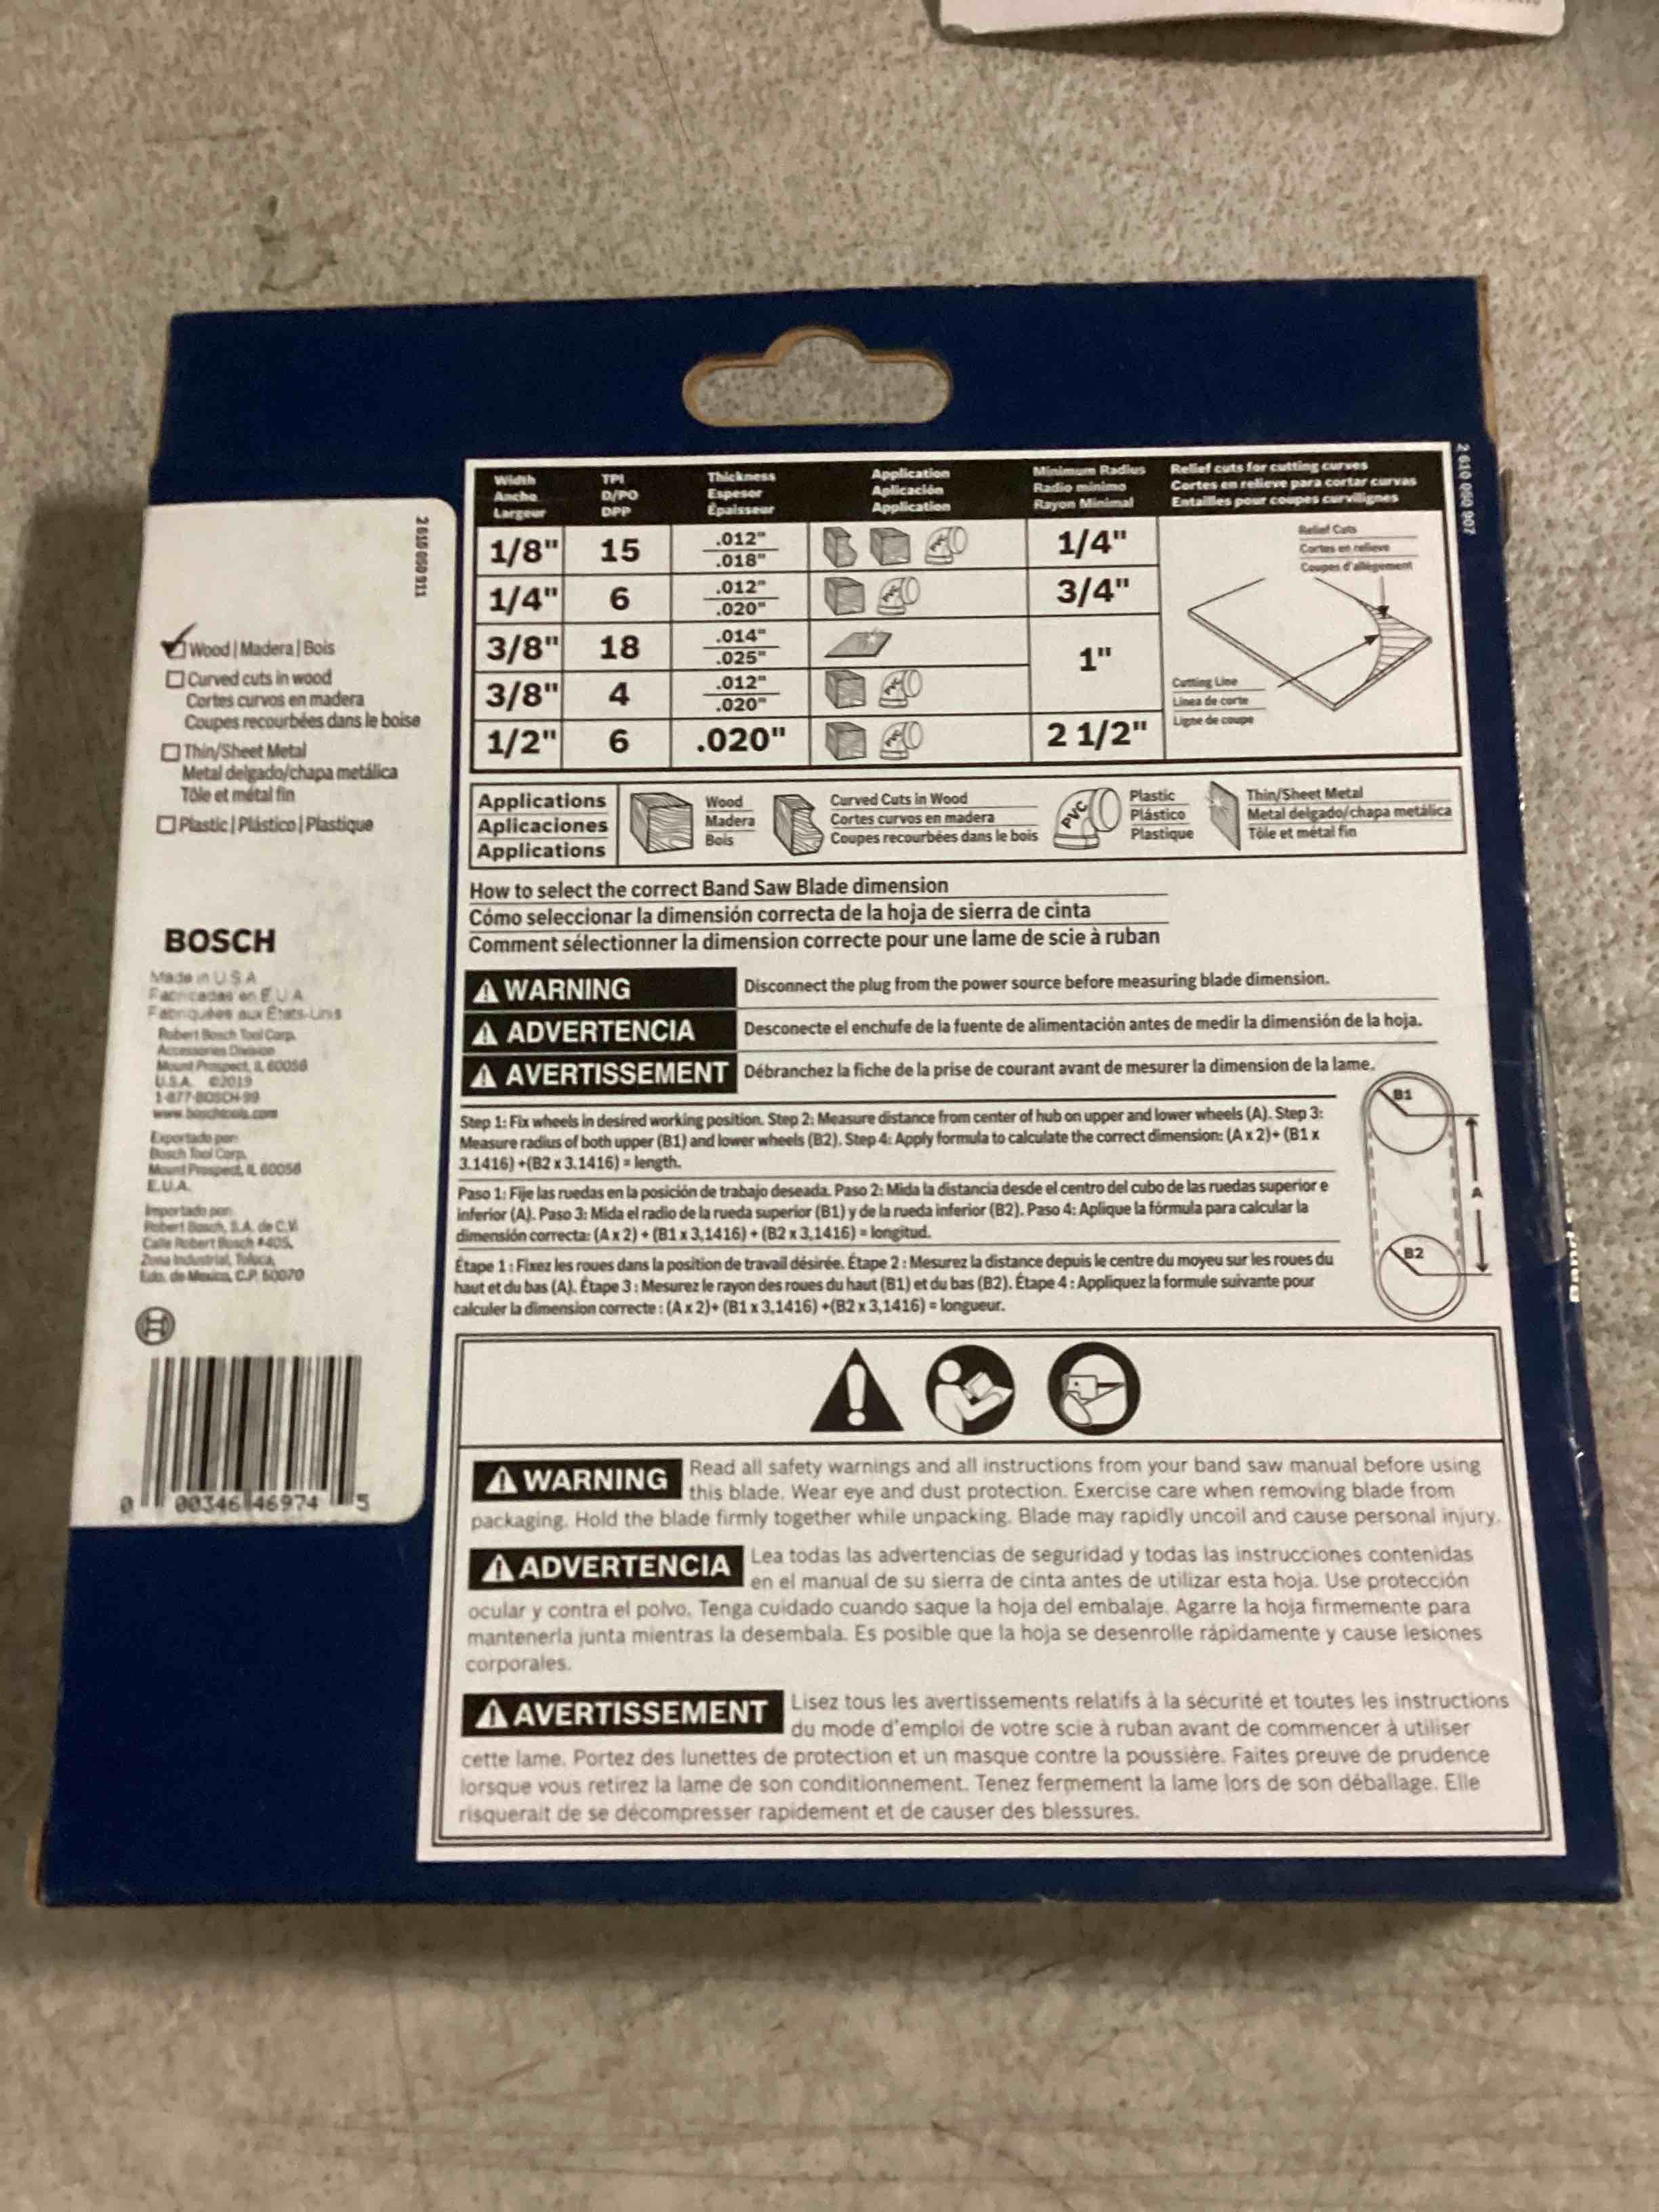 2 610 050 911
Wood | Madera | Bois
Curved cuts in wood
Cortes curvos en madera
Coupes recourbées dans le boise
Thin/Sheet Metal
Metal delgado/chapa metálica
Tôle et métal fin
Plastic | Plástico | Plastique
BOSCH
Made in U S A
Fabricadas en E U A
Fabriquées aux États-Unis
Robert Bosch Tool Corp.
Accessories Division
Mount Prospect, IL 60056
U.S.A. ©2019
1-877-BOSCH-99
www.boschtools.com
Exportado por:
Bosch Tool Corp.
Mount Prospect, IL 60056
E.U.A.
Importado por:
Robert Bosch, S.A. de C.V.
Calle Robert Bosch #405,
Zona Industrial, Toluca,
Edo. de Mexico, C.P. 50070
0 00346 46974 5
2 610 050 907
Width TPI Thickness Application Minimum Radius Relief cuts for cutting curves
Ancho D/PO Espesor Aplicación Radio minimo Cortes en relieve para cortar curvas
Largeur DPP Épaisseur Application Rayon Minimal Entailles pour coupes curvilignes
1/8" 15 .012" .018" 1/4"
1/4" 6 .012" .020" 3/4"
3/8" 18 .014" .025" 1"
3/8" 4 .012" .020"
1/2" 6 .020" 2 1/2"
Relief Cuts
Cortes en relieve
Coupes d'allégement
Cutting Line
Linea de corte
Ligne de coupe
Applications Wood Curved Cuts in Wood PVC Plastic Thin/Sheet Metal
Aplicaciones Madera Cortes curvos en madera Plástico Metal delgado/chapa metálica
Applications Bois Coupes recourbées dans le bois Plastique Tôle et métal fin
How to select the correct Band Saw Blade dimension
Cómo seleccionar la dimensión correcta de la hoja de sierra de cinta
Comment sélectionner la dimension correcte pour une lame de scie à ruban
WARNING Disconnect the plug from the power source before measuring blade dimension.
ADVERTENCIA Desconecte el enchufe de la fuente de alimentación antes de medir la dimensión de la hoja.
AVERTISSEMENT Débranchez la fiche de la prise de courant avant de mesurer la dimension de la lame.
Step 1: Fix wheels in desired working position. Step 2: Measure distance from center of hub on upper and lower wheels (A). Step 3:
Measure radius of both upper (B1) and lower wheels (B2). Step 4: Apply formula to calculate the correct dimension: (A x 2)+ (B1 x
3.1416) +(B2 x 3.1416) = length.
Paso 1: Fije las ruedas en la posición de trabajo deseada. Paso 2: Mida la distancia desde el centro del cubo de las ruedas superior e
inferior (A). Paso 3: Mida el radio de la rueda superior (B1) y de la rueda inferior (B2). Paso 4: Aplique la fórmula para calcular la
dimensión correcta: (A x 2) + (B1 x 3,1416) + (B2 x 3,1416) = longitud.
Étape 1 : Fixez les roues dans la position de travail désirée. Étape 2 : Mesurez la distance depuis le centre du moyeu sur les roues du
haut et du bas (A). Étape 3 : Mesurez le rayon des roues du haut (B1) et du bas (B2). Étape 4 : Appliquez la formule suivante pour
calculer la dimension correcte : (A x 2)+ (B1 x 3,1416) +(B2 x 3,1416) = longueur.
B1
A
B2
WARNING Read all safety warnings and all instructions from your band saw manual before using
this blade. Wear eye and dust protection. Exercise care when removing blade from
packaging. Hold the blade firmly together while unpacking. Blade may rapidly uncoil and cause personal injury.
ADVERTENCIA Lea todas las advertencias de seguridad y todas las instrucciones contenidas
en el manual de su sierra de cinta antes de utilizar esta hoja. Use protección
ocular y contra el polvo. Tenga cuidado cuando saque la hoja del embalaje. Agarre la hoja firmemente para
mantenerla junta mientras la desembala. Es posible que la hoja se desenrolle rápidamente y cause lesiones
corporales.
AVERTISSEMENT Lisez tous les avertissements relatifs à la sécurité et toutes les instructions
du mode d'emploi de votre scie à ruban avant de commencer à utiliser
cette lame. Portez des lunettes de protection et un masque contre la poussière. Faites preuve de prudence
lorsque vous retirez la lame de son conditionnement. Tenez fermement la lame lors de son déballage. Elle
risquerait de se décompresser rapidement et de causer des blessures.